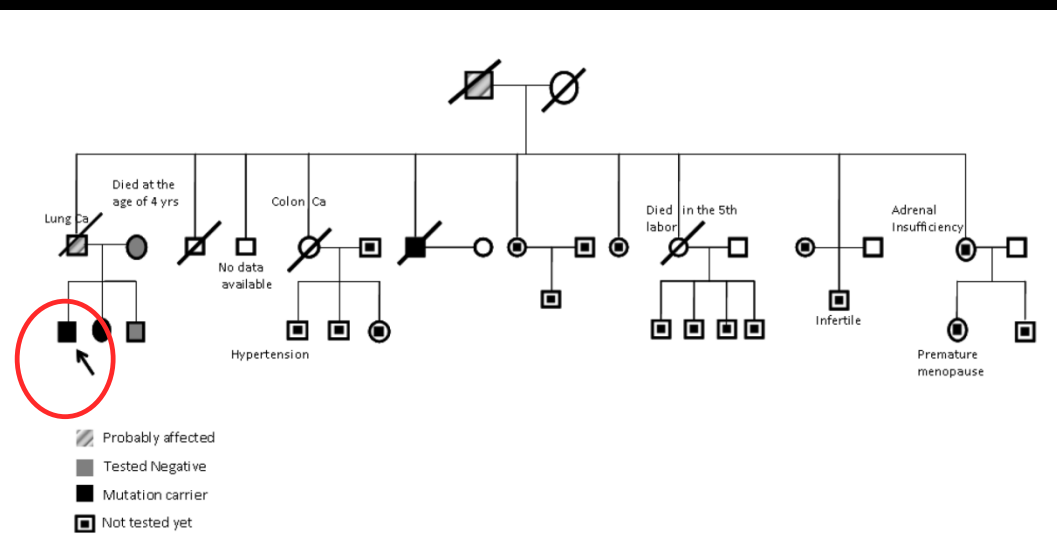 Died at the
age of 4 yrs
Lung Ca
Colon Ca
Died in the 5th
labor
Adrenal
Insufficiency
No data
available
Infertile
Hypertension
Premature
menopause
Probably affected
Tested Negative
Mutation carrier
Not tested yet